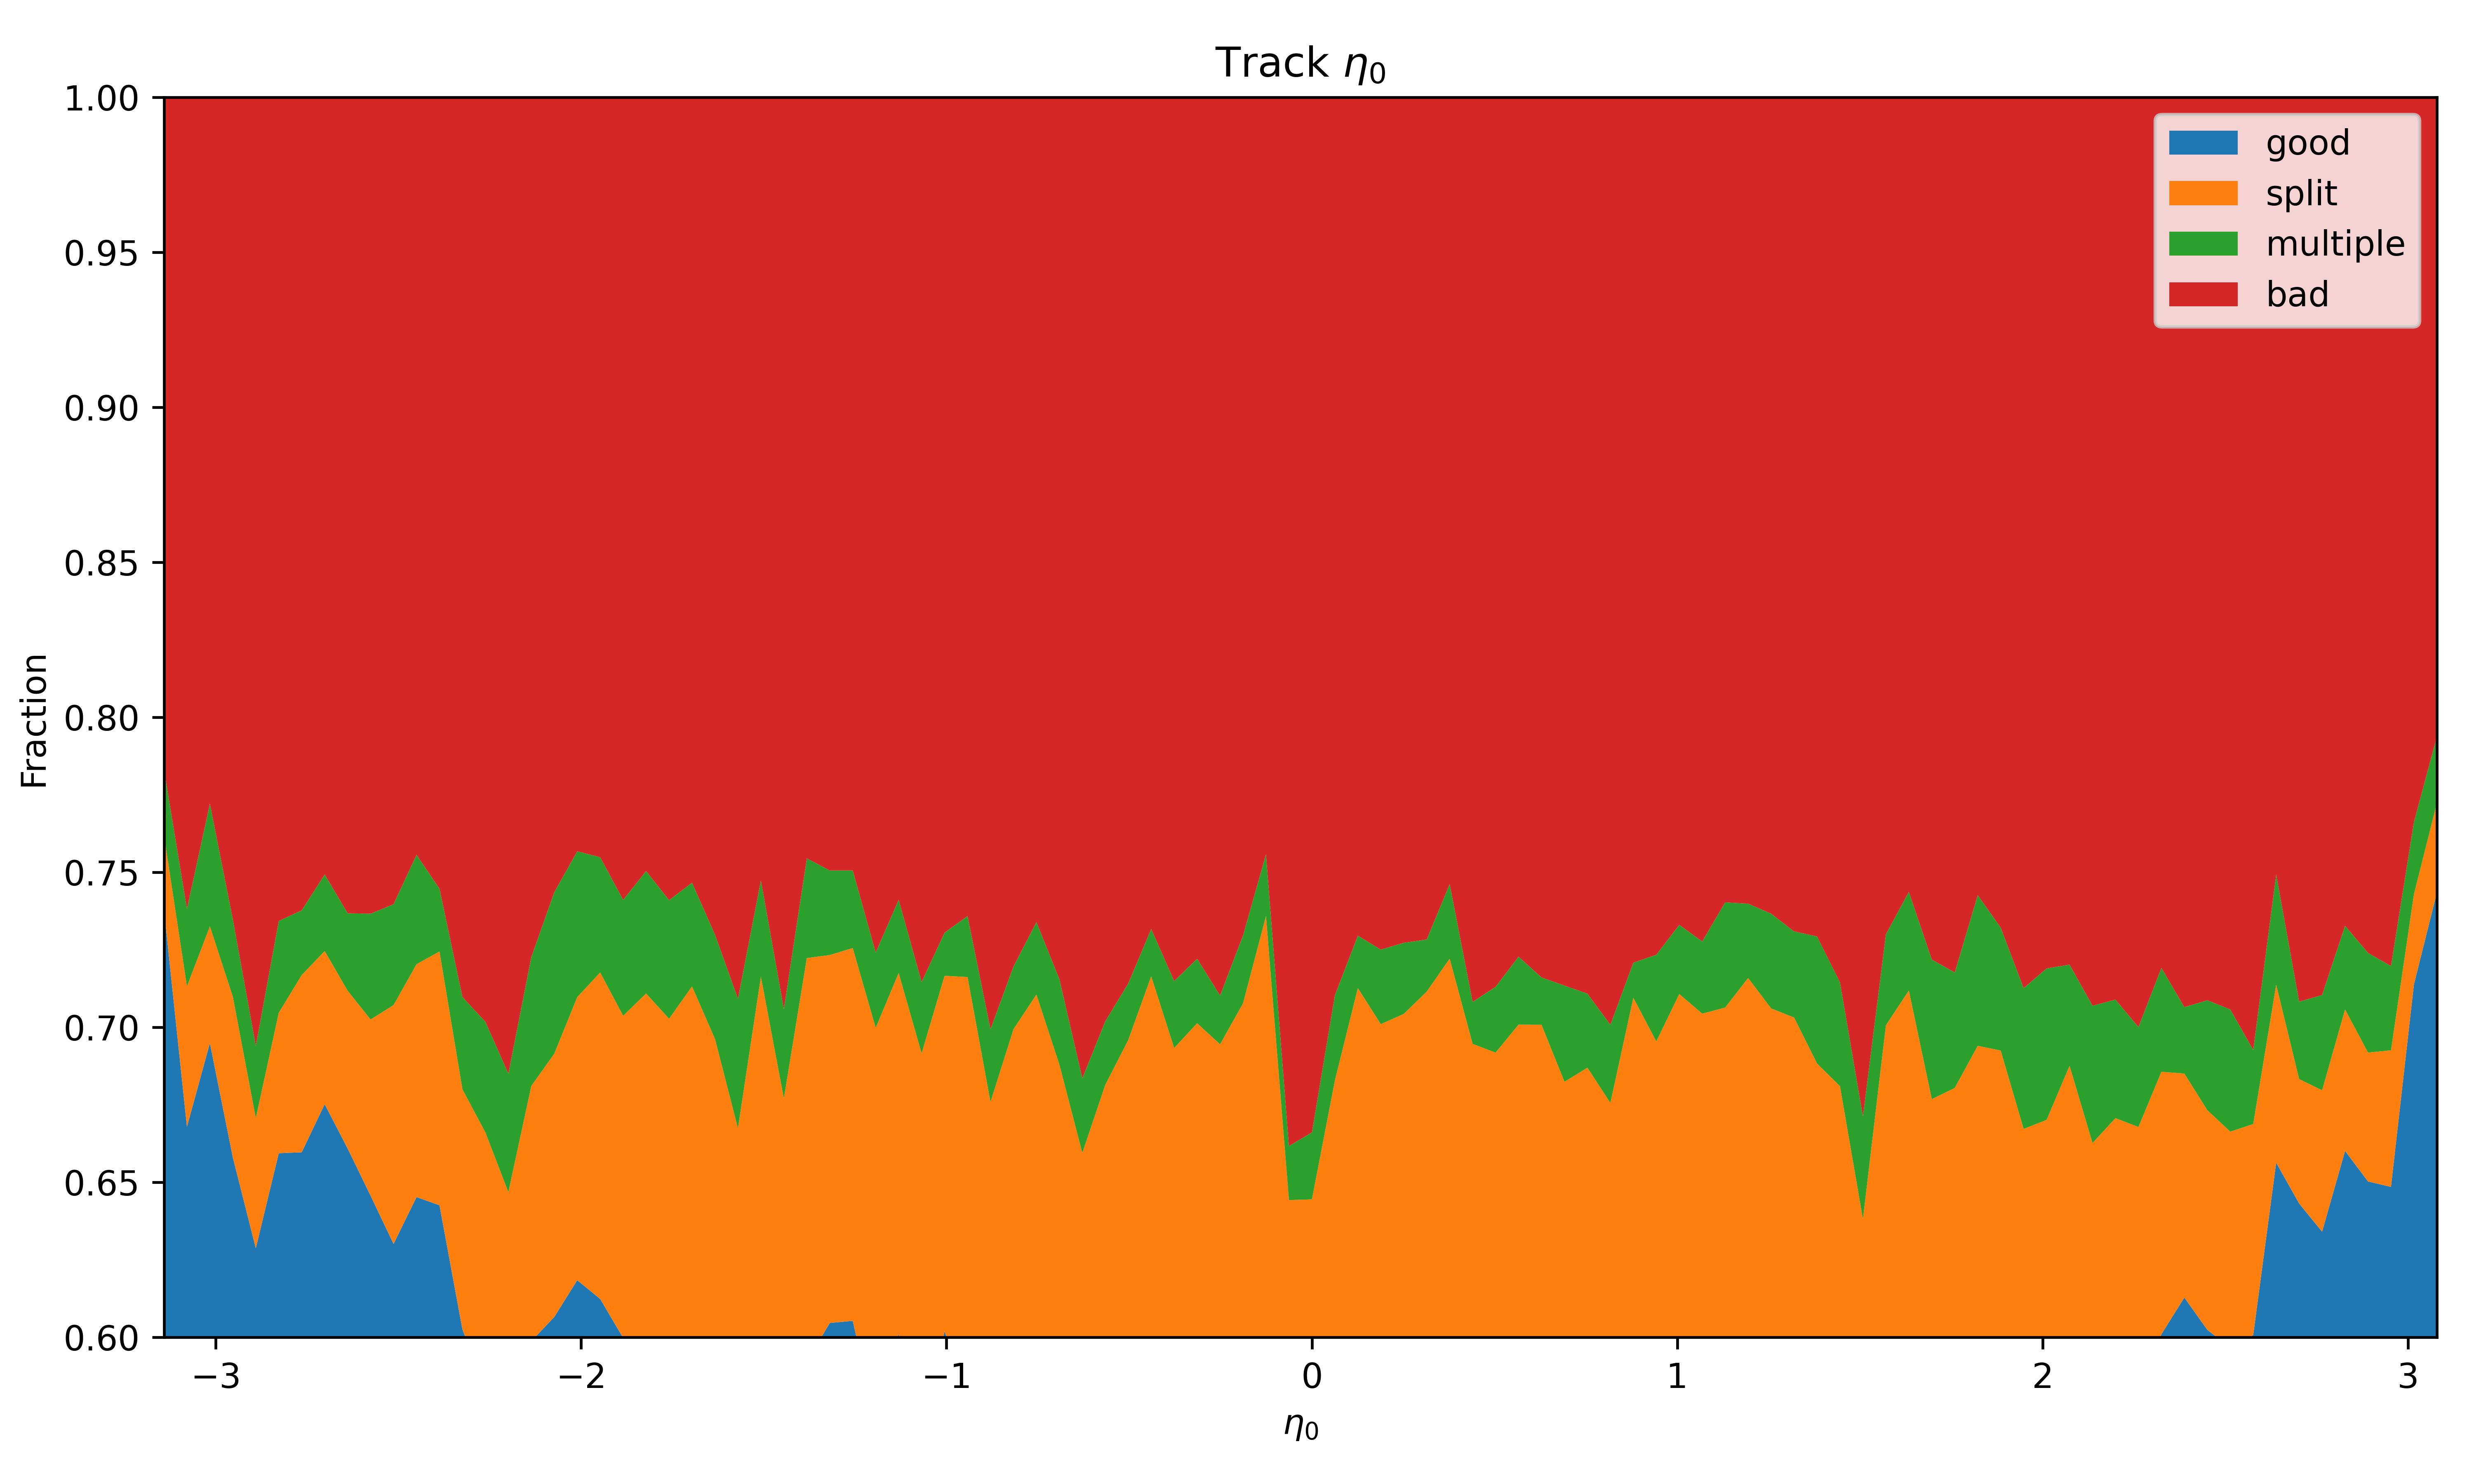 Track η₀
1.00
0.95
0.90
0.85
0.80
0.75
0.70
0.65
0.60
Fraction
good
split
multiple
bad
−3 −2 −1 0 1 2 3
η₀